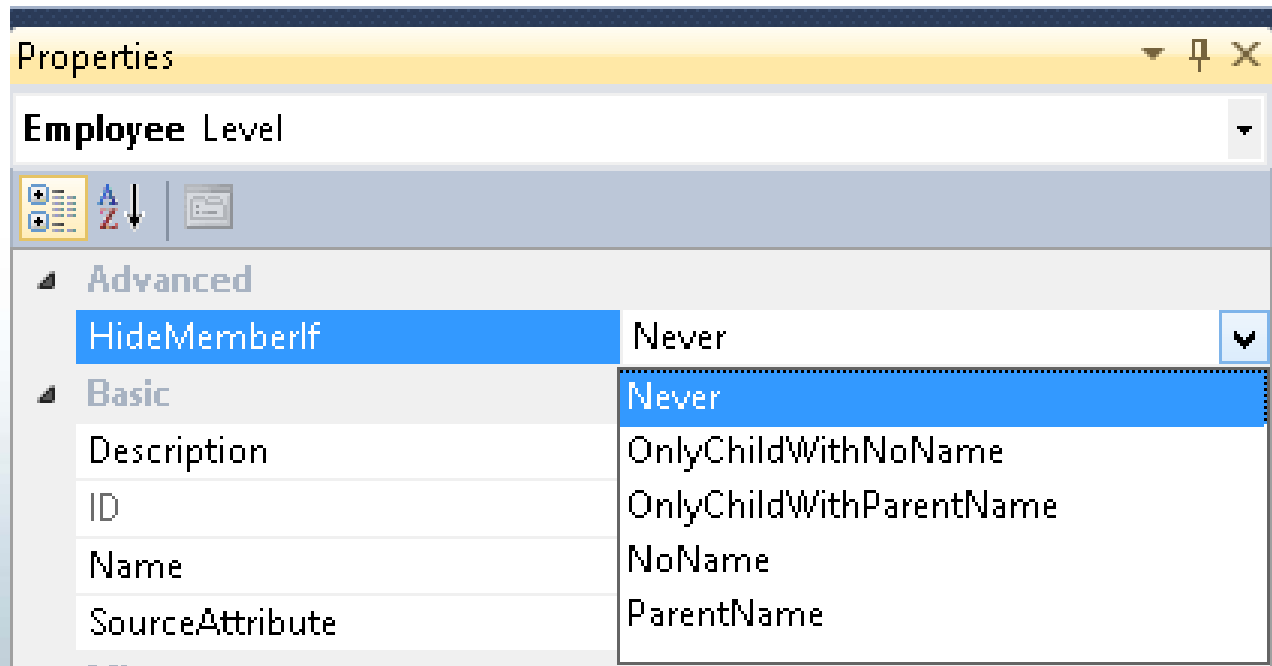 Properties
Employee Level
Advanced
HideMemberIf Never
Basic Never
Description OnlyChildWithNoName
ID OnlyChildWithParentName
Name NoName
SourceAttribute ParentName